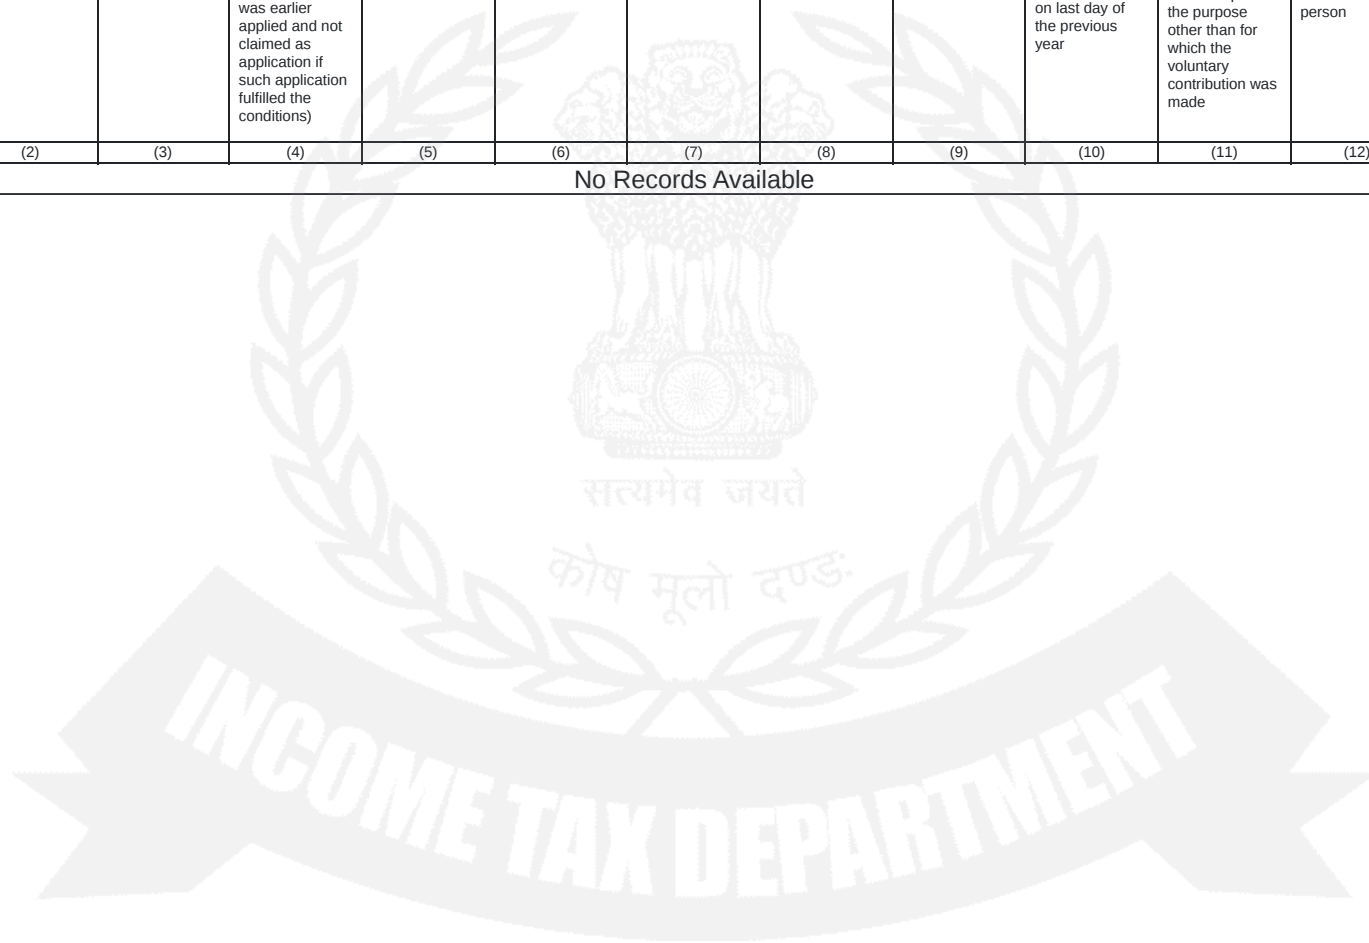 was earlier
applied and not
claimed as
application if
such application
fulfilled the
conditions)
on last day of
the previous
year
the purpose
other than for
which the
voluntary
contribution was
made
person
(2) (3) (4) (5) (6) (7) (8) (9) (10) (11) (12)
No Records Available
सत्यमेव जयते
कोष मूलो दण्डः
INCOME TAX DEPARTMENT